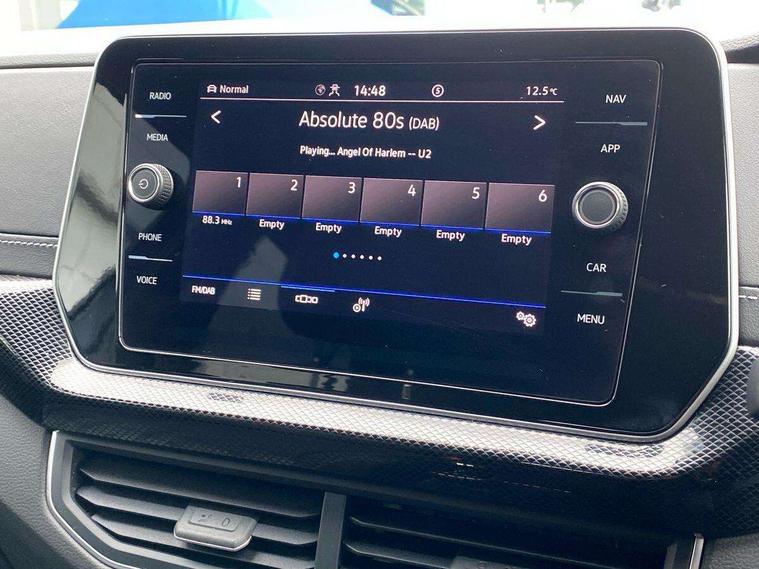 RADIO
MEDIA
PHONE
VOICE
Normal 14:48 S 12.5°C
< Absolute 80s (DAB) >
Playing... Angel Of Harlem -- U2
1 2 3 4 5 6
88.3 MHz Empty Empty Empty Empty Empty
FM/DAB
NAV
APP
CAR
MENU